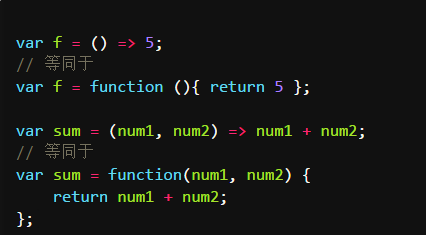 var f = () => 5;
// 等同于
var f = function (){ return 5 };
var sum = (num1, num2) => num1 + num2;
// 等同于
var sum = function(num1, num2) {
    return num1 + num2;
};